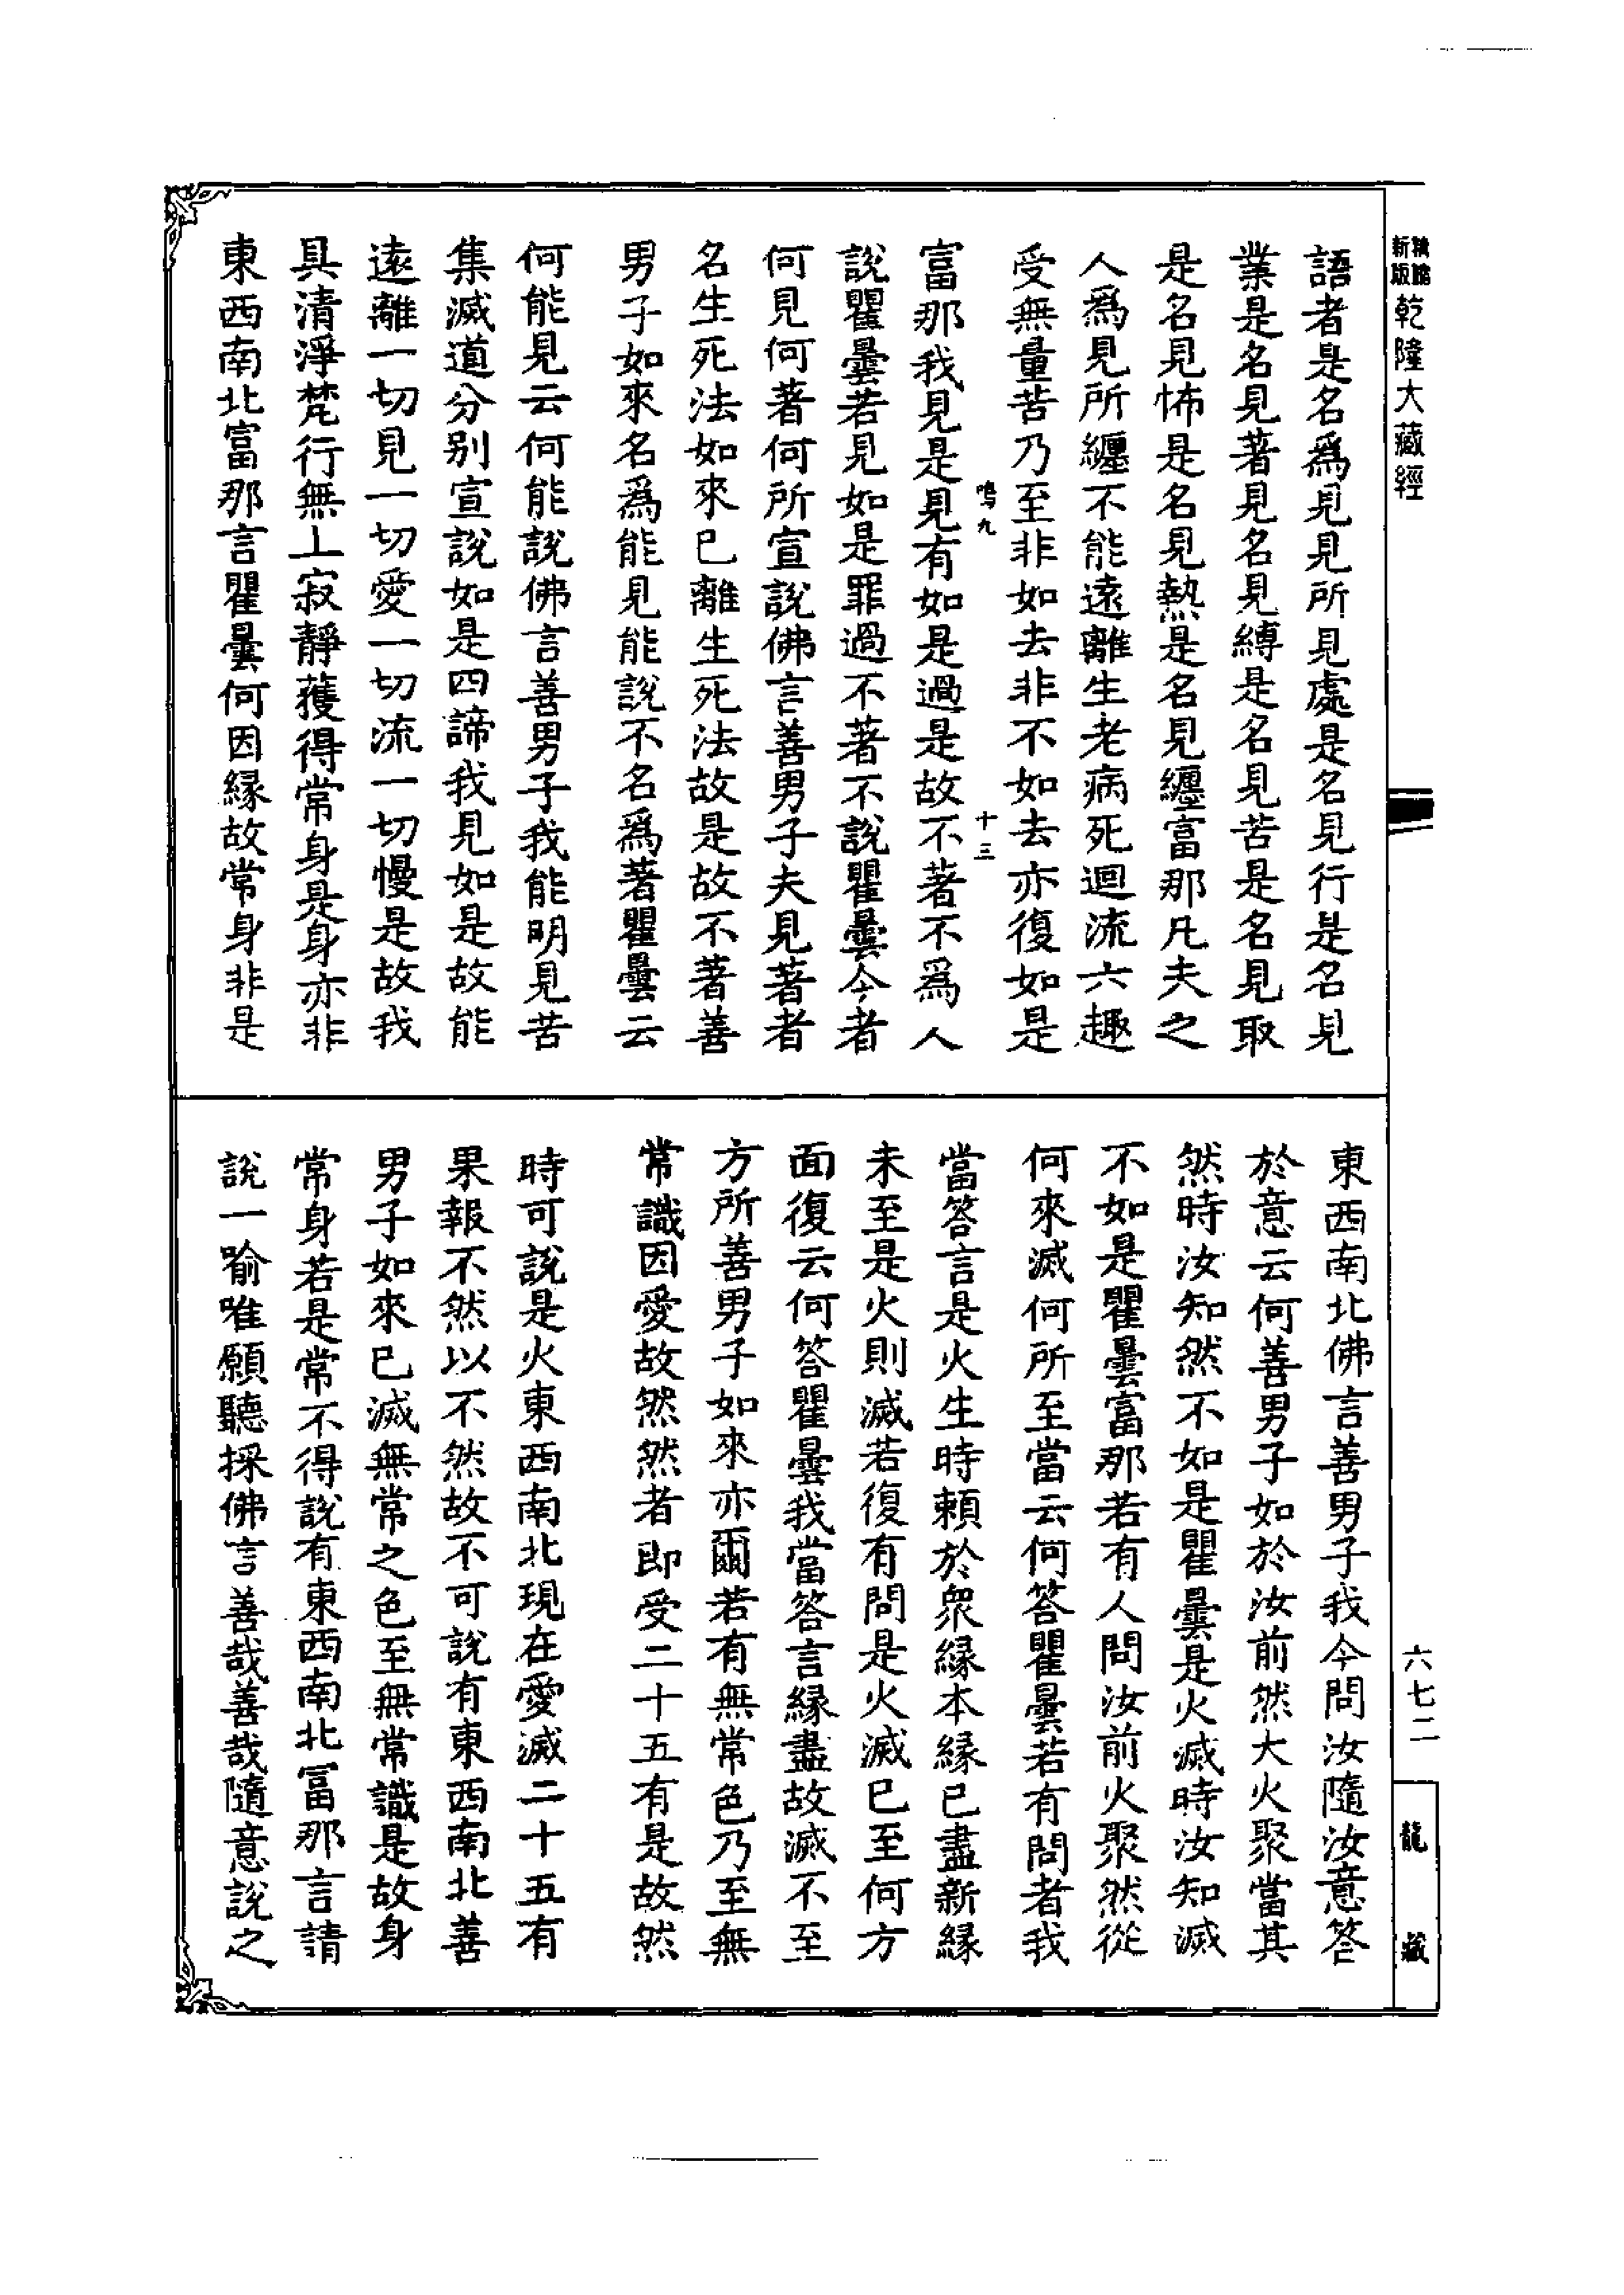 乾隆大藏經
語者是名爲見見所見處是名見行是名見
業是名見著見名見縛是名見苦是名見取
是名見怖是名見熱是名見纏富那凡夫之
人爲見所纏不能遠離生老病死迴流六趣
受無量苦乃至非如去非不如去亦復如是
鳴九
十三
富那我見是見有如是過是故不著不爲人
說瞿曇若見如是罪過不著不說瞿曇今者
何見何著何所宣說佛言善男子夫見著者
名生死法如來已離生死法故是故不著善
男子如來名爲能見能說不名爲著瞿曇云
何能見云何能說佛言善男子我能明見苦
集滅道分别宣說如是四諦我見如是故能
遠離一切見一切愛一切流一切慢是故我
具清淨梵行無上寂靜獲得常身是身亦非
東西南北富那言瞿曇何因緣故常身非是
東西南北佛言善男子我今問汝隨汝意答
於意云何善男子如於汝前然大火聚當其
然時汝知然不如是瞿曇是火滅時汝知滅
不如是瞿曇富那若有人問汝前火聚然從
何來滅何所至當云何答瞿曇若有問者我
當答言是火生時賴於衆緣本緣已盡新緣
未至是火則滅若復有問是火滅已至何方
面復云何答瞿曇我當答言緣盡故滅不至
方所善男子如來亦爾若有無常色乃至無
常識因愛故然然者即受二十五有是故然
時可說是火東西南北現在愛滅二十五有
果報不然以不然故不可說有東西南北善
男子如來已滅無常之色至無常識是故身
常身若是常不得說有東西南北富那言請
說一喻唯願聽採佛言善哉善哉隨意說之
六七二
龍藏